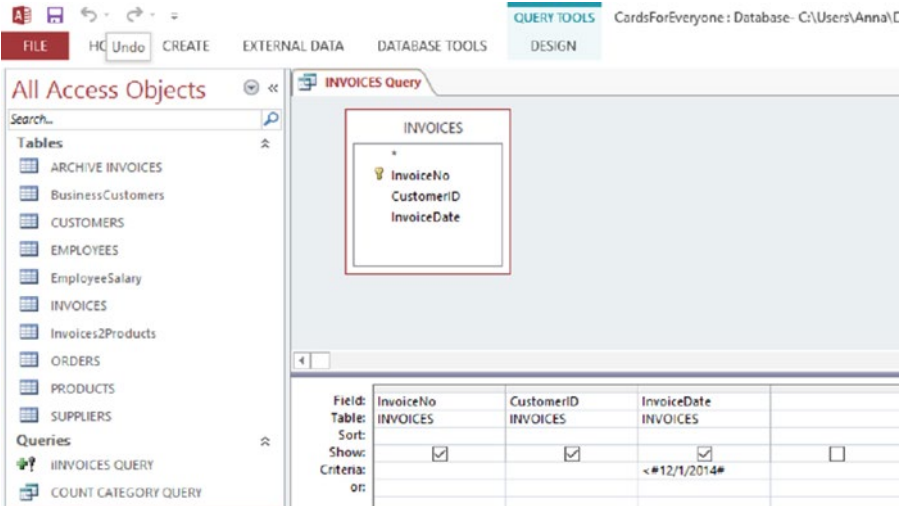 QUERY TOOLS CardsForEveryone : Database- C:\Users\Anna\D
FILE HO Undo CREATE EXTERNAL DATA DATABASE TOOLS DESIGN
All Access Objects
Search...
Tables
ARCHIVE INVOICES
BusinessCustomers
CUSTOMERS
EMPLOYEES
EmployeeSalary
INVOICES
Invoices2Products
ORDERS
PRODUCTS
SUPPLIERS
Queries
iINVOICES QUERY
COUNT CATEGORY QUERY
INVOICES Query
INVOICES
*
InvoiceNo
CustomerID
InvoiceDate
Field: InvoiceNo CustomerID InvoiceDate
Table: INVOICES INVOICES INVOICES
Sort:
Show:
Criteria: <#12/1/2014#
or: